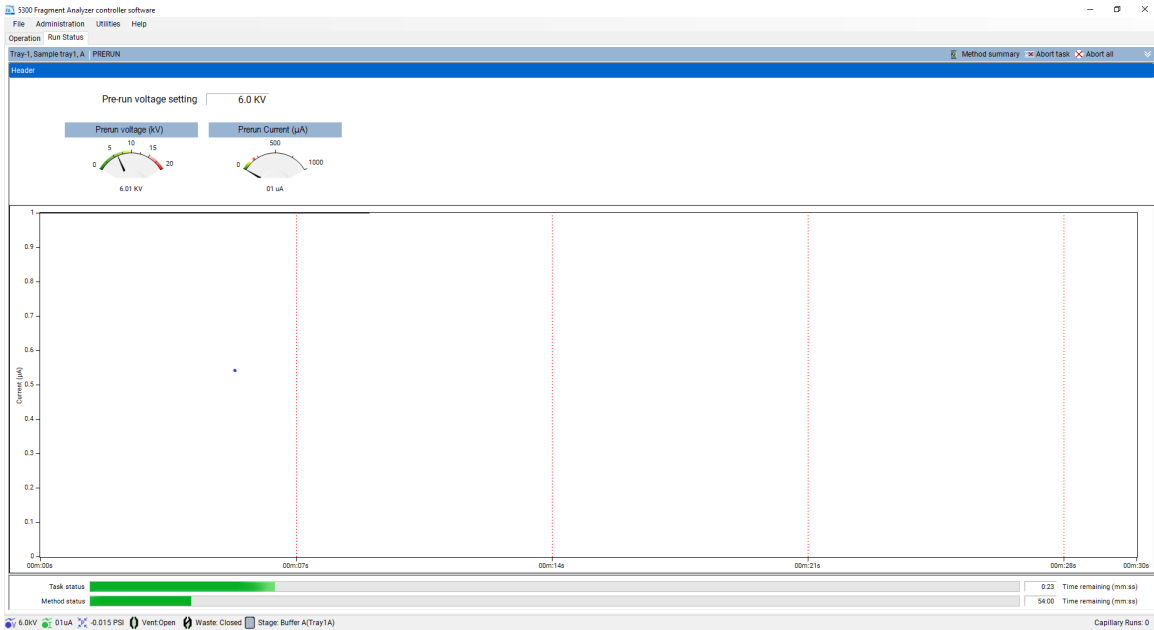 5300 Fragment Analyzer controller software
File Administration Utilities Help
Operation Run Status
Tray-1, Sample tray1, A PRERUN Method summary Abort task Abort all
Header
Pre-run voltage setting 6.0 KV
Prerun voltage (kV) Prerun Current (µA)
0 5 10 15 20 0 500 1000
6.01 KV 01 uA
1
0.9
0.8
0.7
0.6
0.5
0.4
0.3
0.2
0.1
0
Current (µA)
00m:00s 00m:07s 00m:14s 00m:21s 00m:28s 00m:30s
Task status 0:23 Time remaining (mm:ss)
Method status 54:00 Time remaining (mm:ss)
6.0kV 01uA -0.015 PSI Vent:Open Waste: Closed Stage: Buffer A(Tray1A) Capillary Runs: 0